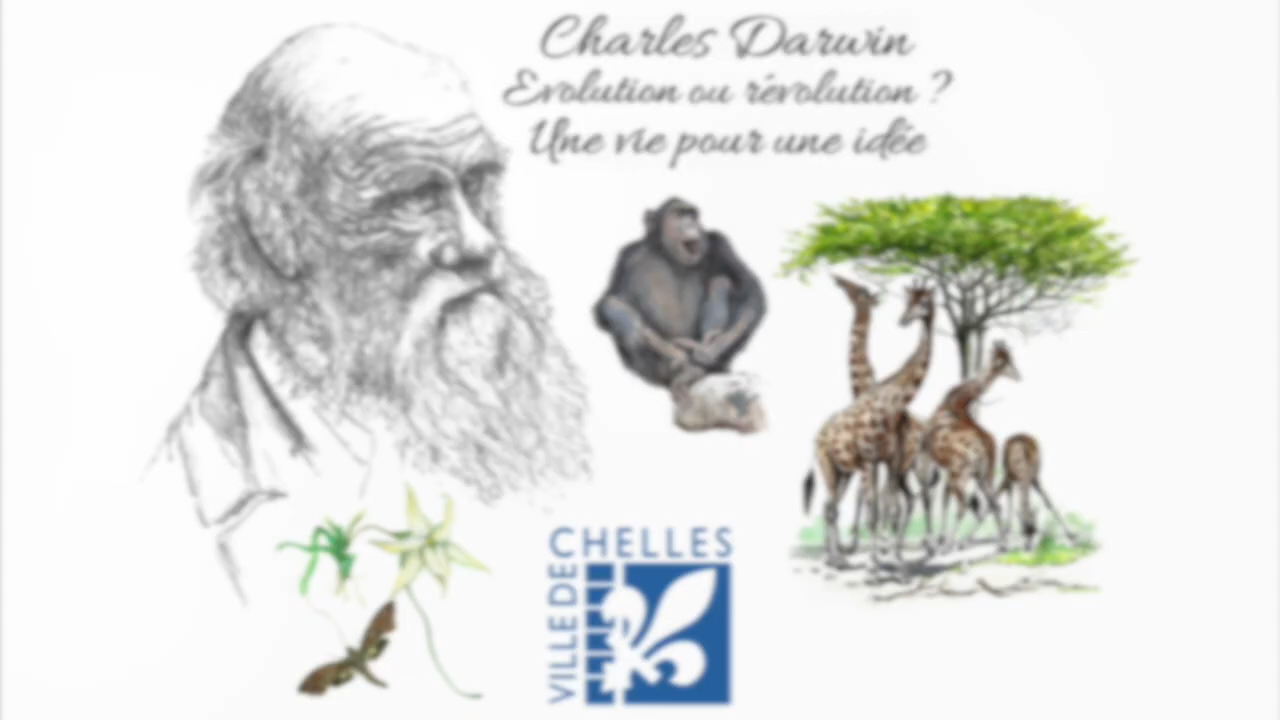 Charles Darwin
Evolution ou révolution ?
Une vie pour une idée
CHELLES
VILLE DE